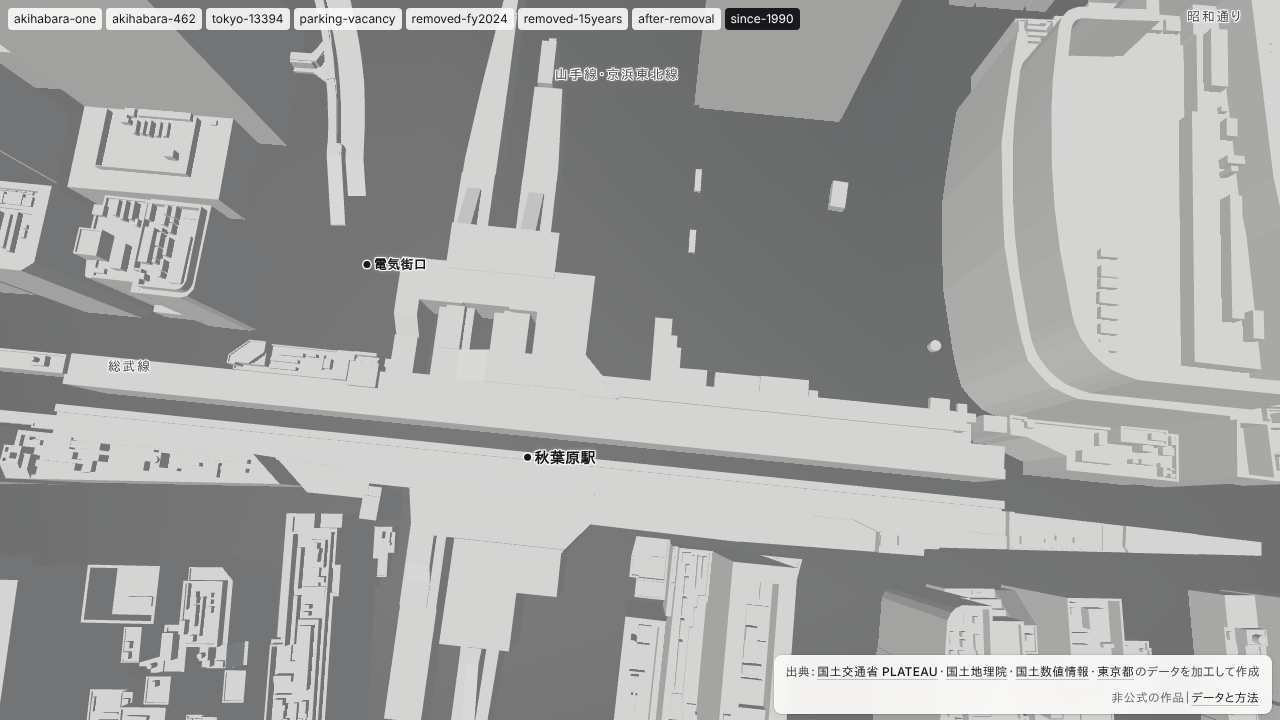 akihabara-one akihabara-462 tokyo-13394 parking-vacancy removed-fy2024 removed-15years after-removal since-1990
昭和通り
山手線・京浜東北線
電気街口
総武線
秋葉原駅
出典: 国土交通省 PLATEAU · 国土地理院 · 国土数値情報 · 東京都のデータを加工して作成
非公式の作品 | データと方法